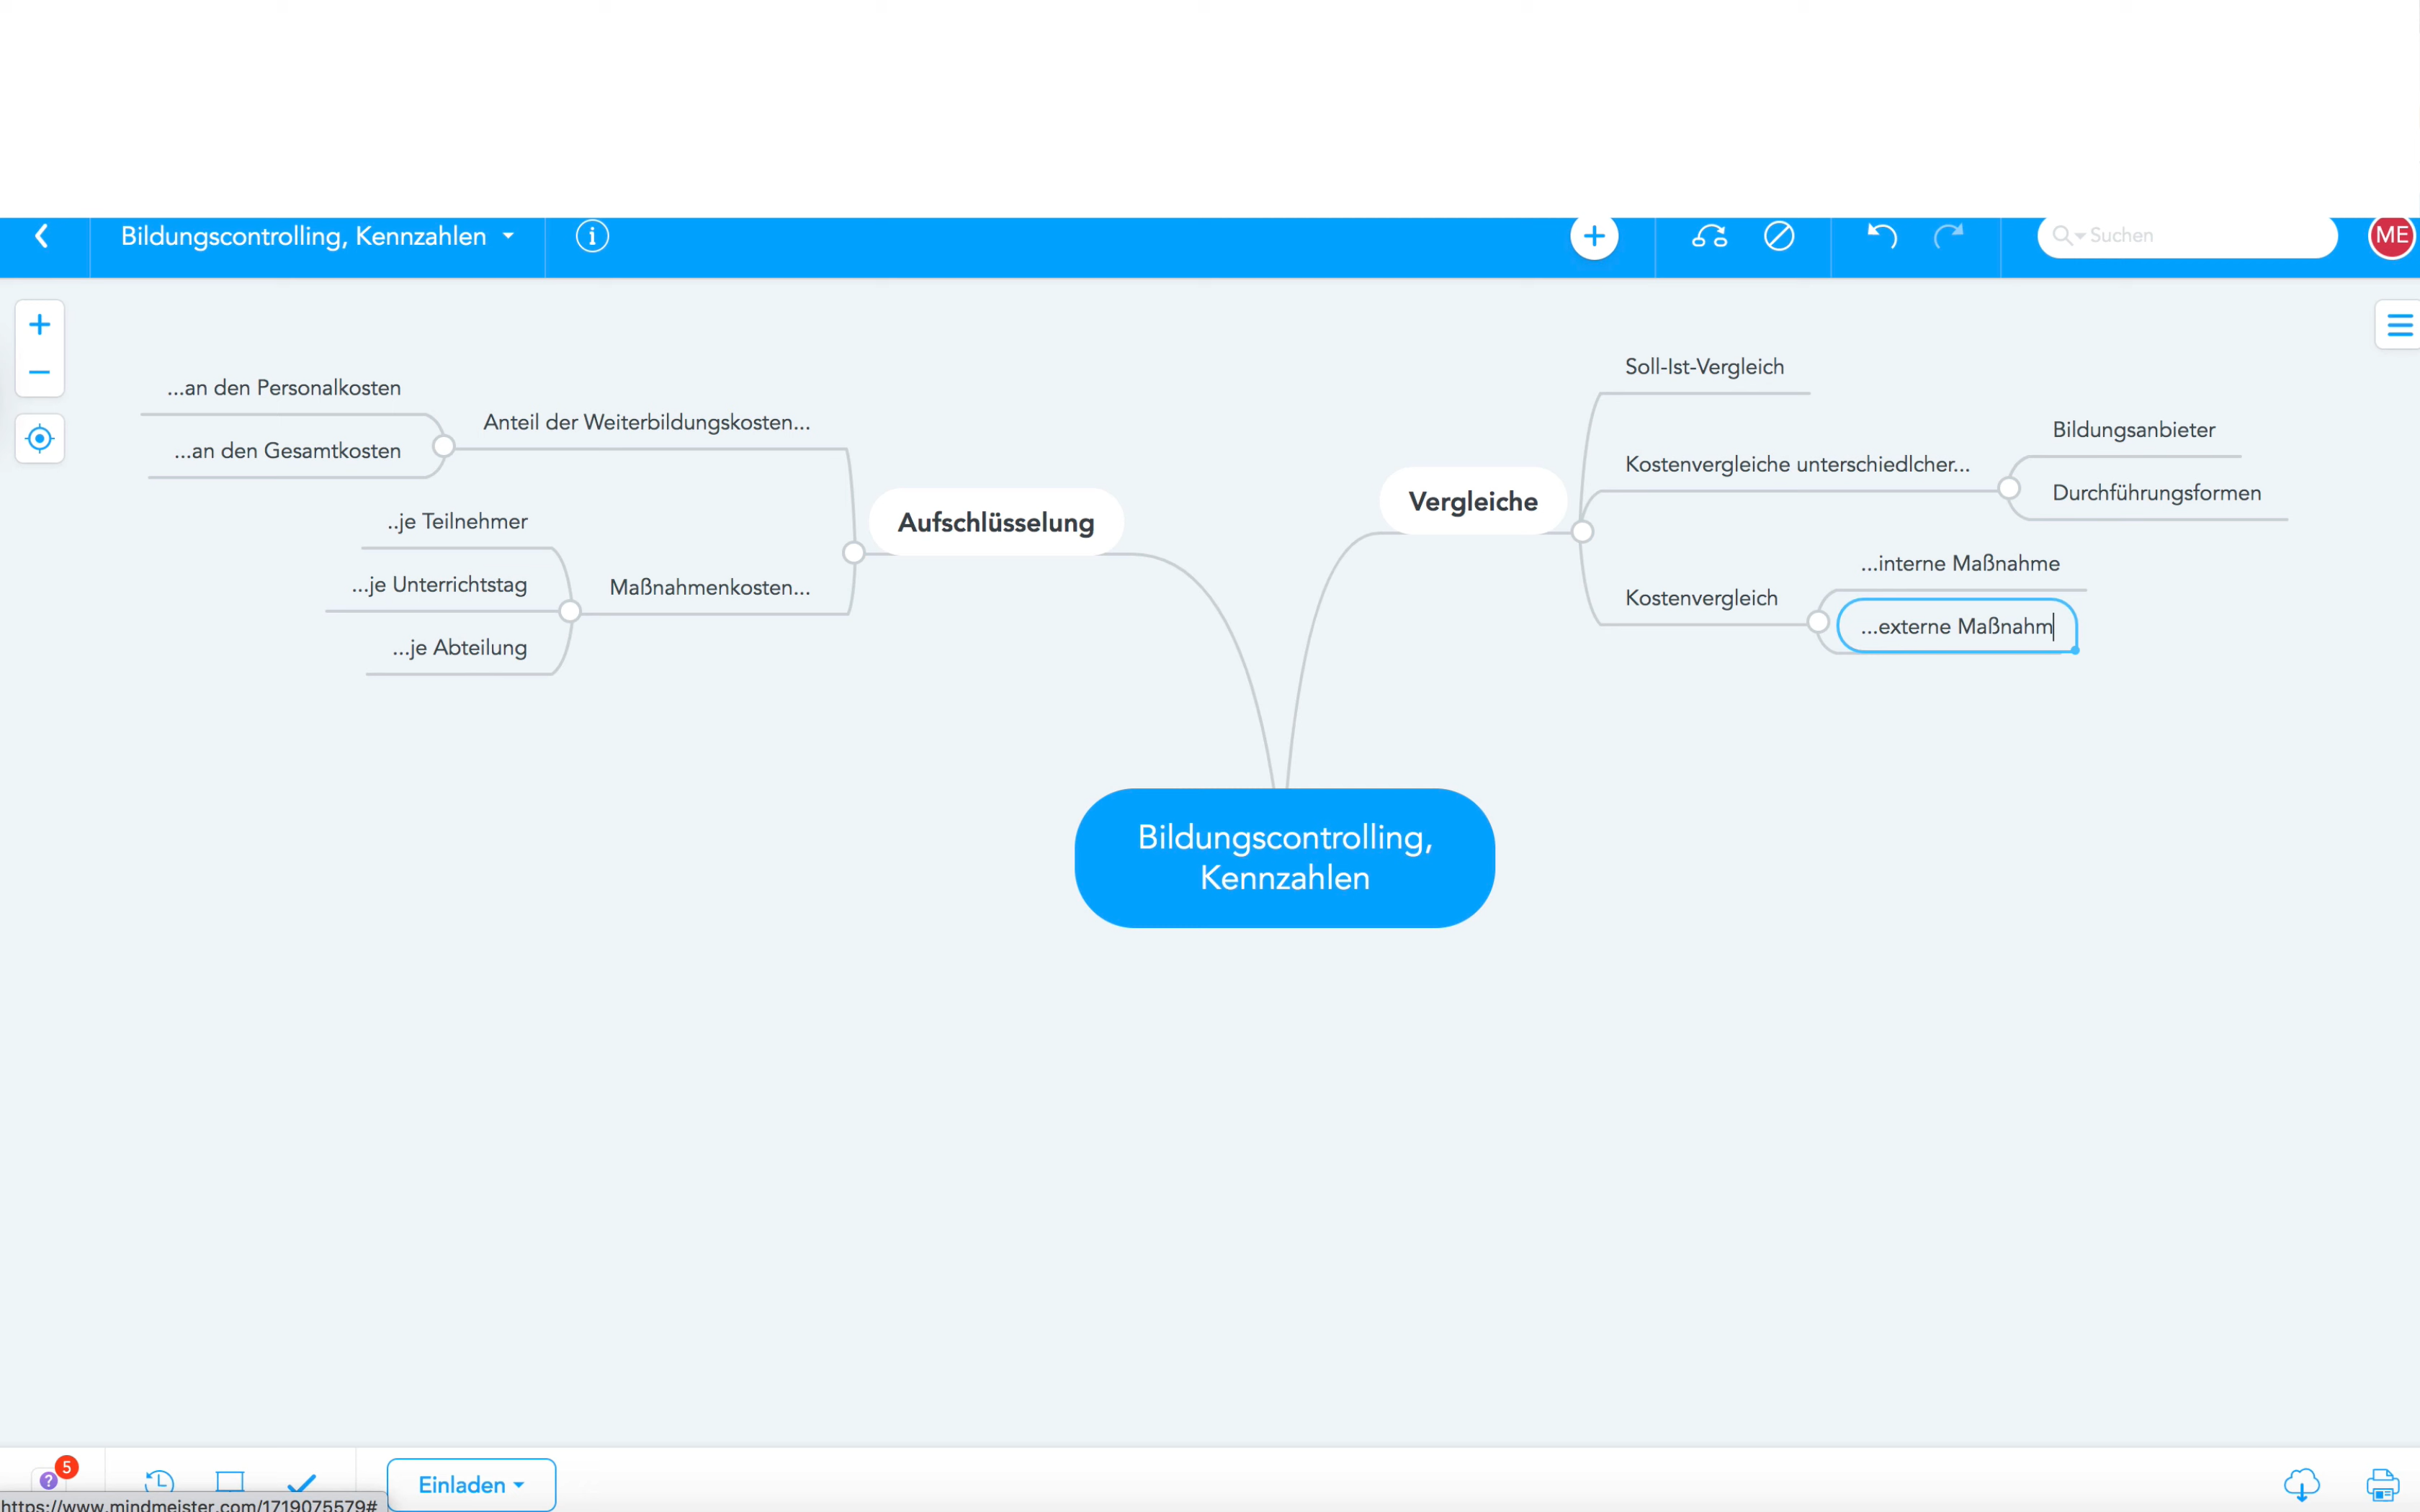 Bildungscontrolling, Kennzahlen
Suchen
ME
...an den Personalkosten
...an den Gesamtkosten
Anteil der Weiterbildungskosten...
..je Teilnehmer
...je Unterrichtstag
...je Abteilung
Maßnahmenkosten...
Aufschlüsselung
Vergleiche
Soll-Ist-Vergleich
Kostenvergleiche unterschiedlcher...
Bildungsanbieter
Durchführungsformen
Kostenvergleich
...interne Maßnahme
...externe Maßnahm
Bildungscontrolling,
Kennzahlen
5
Einladen
https://www.mindmeister.com/1719075579#